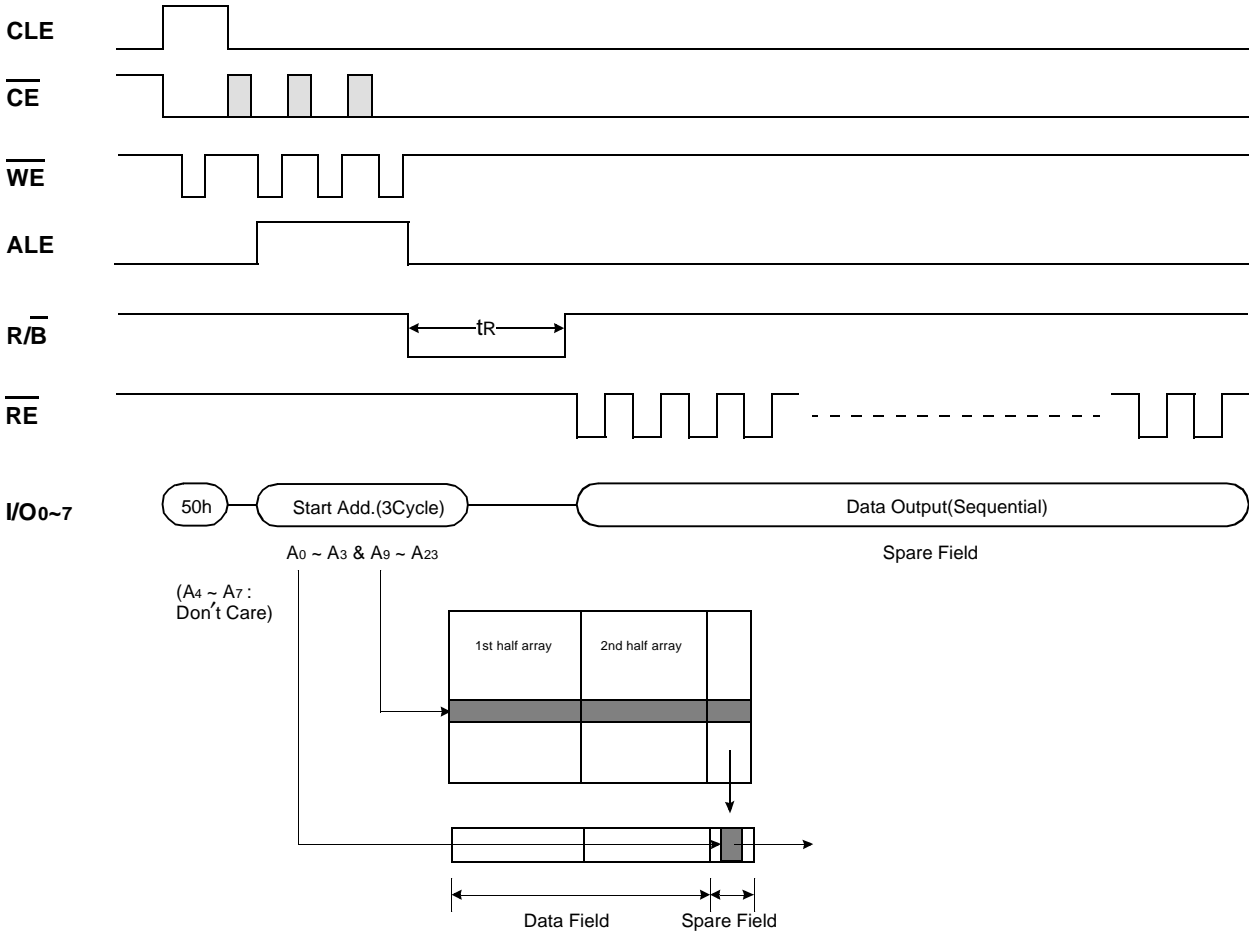 CLE
CE
WE
ALE
R/B
tR
RE
I/O0~7
50h
Start Add.(3Cycle)
Data Output(Sequential)
A0 ~ A3 & A9 ~ A23
Spare Field
(A4 ~ A7 :
Don't Care)
1st half array
2nd half array
Data Field
Spare Field